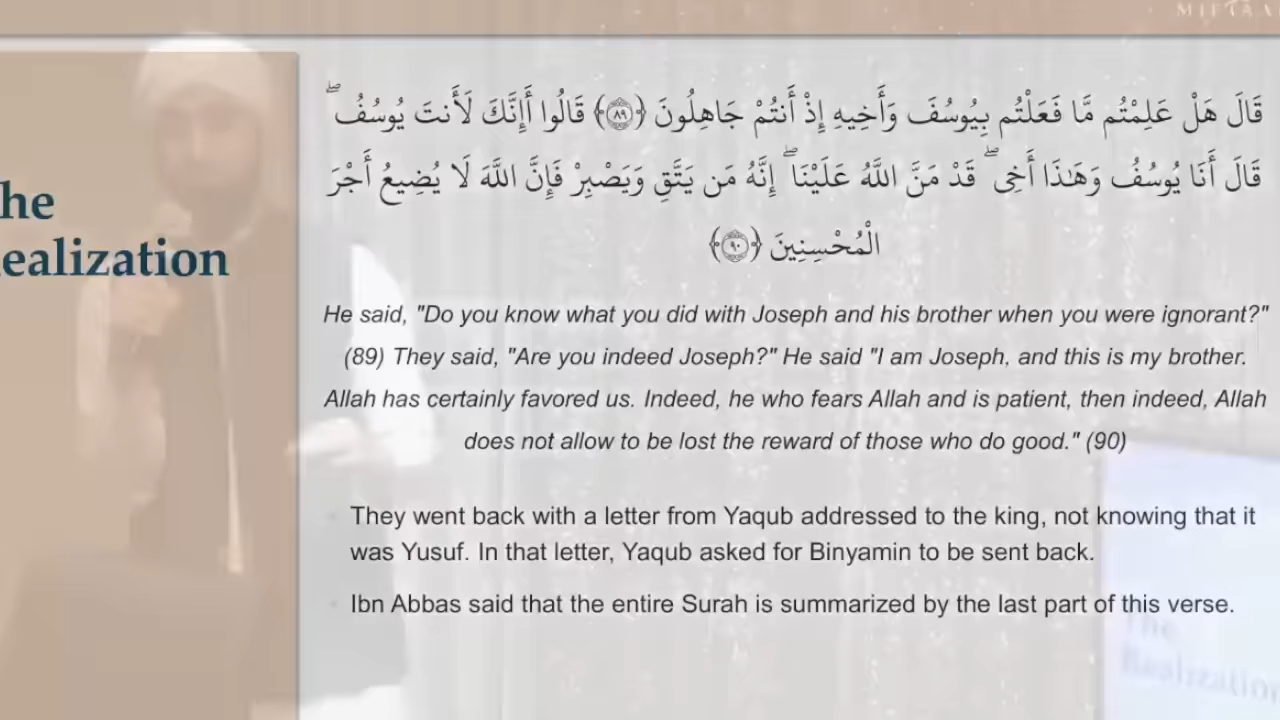 MIFTAA
he
ealization
قَالَ هَلْ عَلِمْتُم مَّا فَعَلْتُم بِيُوسُفَ وَأَخِيهِ إِذْ أَنتُمْ جَاهِلُونَ ﴿٨٩﴾ قَالُوا أَإِنَّكَ لَأَنتَ يُوسُفُ ۖ
قَالَ أَنَا يُوسُفُ وَهَٰذَا أَخِي ۖ قَدْ مَنَّ اللَّهُ عَلَيْنَا ۖ إِنَّهُ مَن يَتَّقِ وَيَصْبِرْ فَإِنَّ اللَّهَ لَا يُضِيعُ أَجْرَ
الْمُحْسِنِينَ ﴿٩٠﴾
He said, "Do you know what you did with Joseph and his brother when you were ignorant?"
(89) They said, "Are you indeed Joseph?" He said "I am Joseph, and this is my brother.
Allah has certainly favored us. Indeed, he who fears Allah and is patient, then indeed, Allah
does not allow to be lost the reward of those who do good." (90)
They went back with a letter from Yaqub addressed to the king, not knowing that it
was Yusuf. In that letter, Yaqub asked for Binyamin to be sent back.
Ibn Abbas said that the entire Surah is summarized by the last part of this verse.
The
Realization